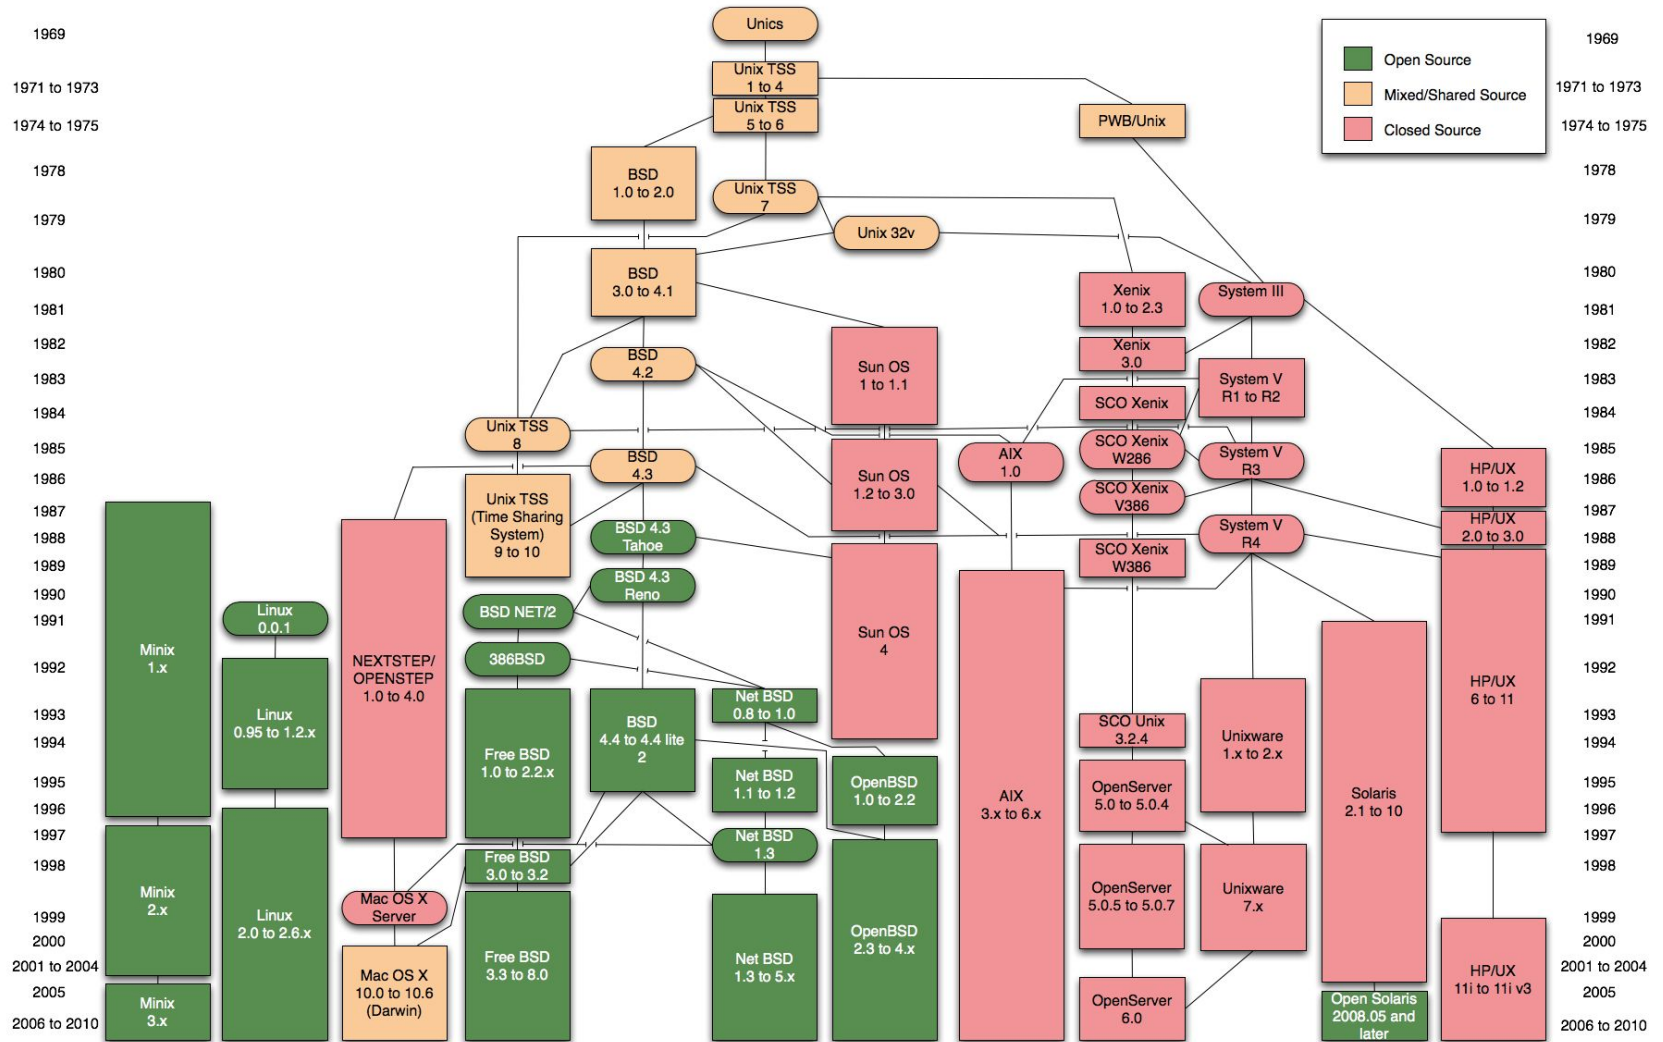 Unics
1969
1969
Open Source
Unix TSS
1 to 4
1971 to 1973
1971 to 1973
Mixed/Shared Source
Unix TSS
5 to 6
PWB/Unix
1974 to 1975
1974 to 1975
Closed Source
BSD
1.0 to 2.0
1978
1978
Unix TSS
7
1979
1979
Unix 32v
BSD
3.0 to 4.1
1980
1980
Xenix
1.0 to 2.3
System III
1981
1981
1982
1982
Xenix
3.0
BSD
4.2
Sun OS
1 to 1.1
1983
1983
System V
R1 to R2
SCO Xenix
1984
1984
Unix TSS
8
SCO Xenix
W286
1985
1985
BSD
4.3
AIX
1.0
System V
R3
HP/UX
1.0 to 1.2
1986
1986
Sun OS
1.2 to 3.0
SCO Xenix
V386
Unix TSS
(Time Sharing
System)
9 to 10
1987
1987
BSD 4.3
Tahoe
System V
R4
HP/UX
2.0 to 3.0
1988
1988
SCO Xenix
W386
1989
1989
BSD 4.3
Reno
1990
1990
BSD NET/2
Linux
0.0.1
1991
1991
Minix
1.x
Sun OS
4
386BSD
NEXTSTEP/
OPENSTEP
1.0 to 4.0
1992
1992
HP/UX
6 to 11
Net BSD
0.8 to 1.0
Linux
0.95 to 1.2.x
1993
1993
BSD
4.4 to 4.4 lite
2
SCO Unix
3.2.4
Unixware
1.x to 2.x
1994
1994
Free BSD
1.0 to 2.2.x
Net BSD
1.1 to 1.2
OpenBSD
1.0 to 2.2
1995
1995
OpenServer
5.0 to 5.0.4
AIX
3.x to 6.x
Solaris
2.1 to 10
1996
1996
1997
1997
Net BSD
1.3
Free BSD
3.0 to 3.2
1998
1998
Minix
2.x
Mac OS X
Server
OpenServer
5.0.5 to 5.0.7
Unixware
7.x
Linux
2.0 to 2.6.x
1999
1999
OpenBSD
2.3 to 4.x
2000
2000
Free BSD
3.3 to 8.0
Net BSD
1.3 to 5.x
2001 to 2004
2001 to 2004
Mac OS X
10.0 to 10.6
(Darwin)
HP/UX
11i to 11i v3
2005
2005
Minix
3.x
OpenServer
6.0
Open Solaris
2008.05 and
later
2006 to 2010
2006 to 2010